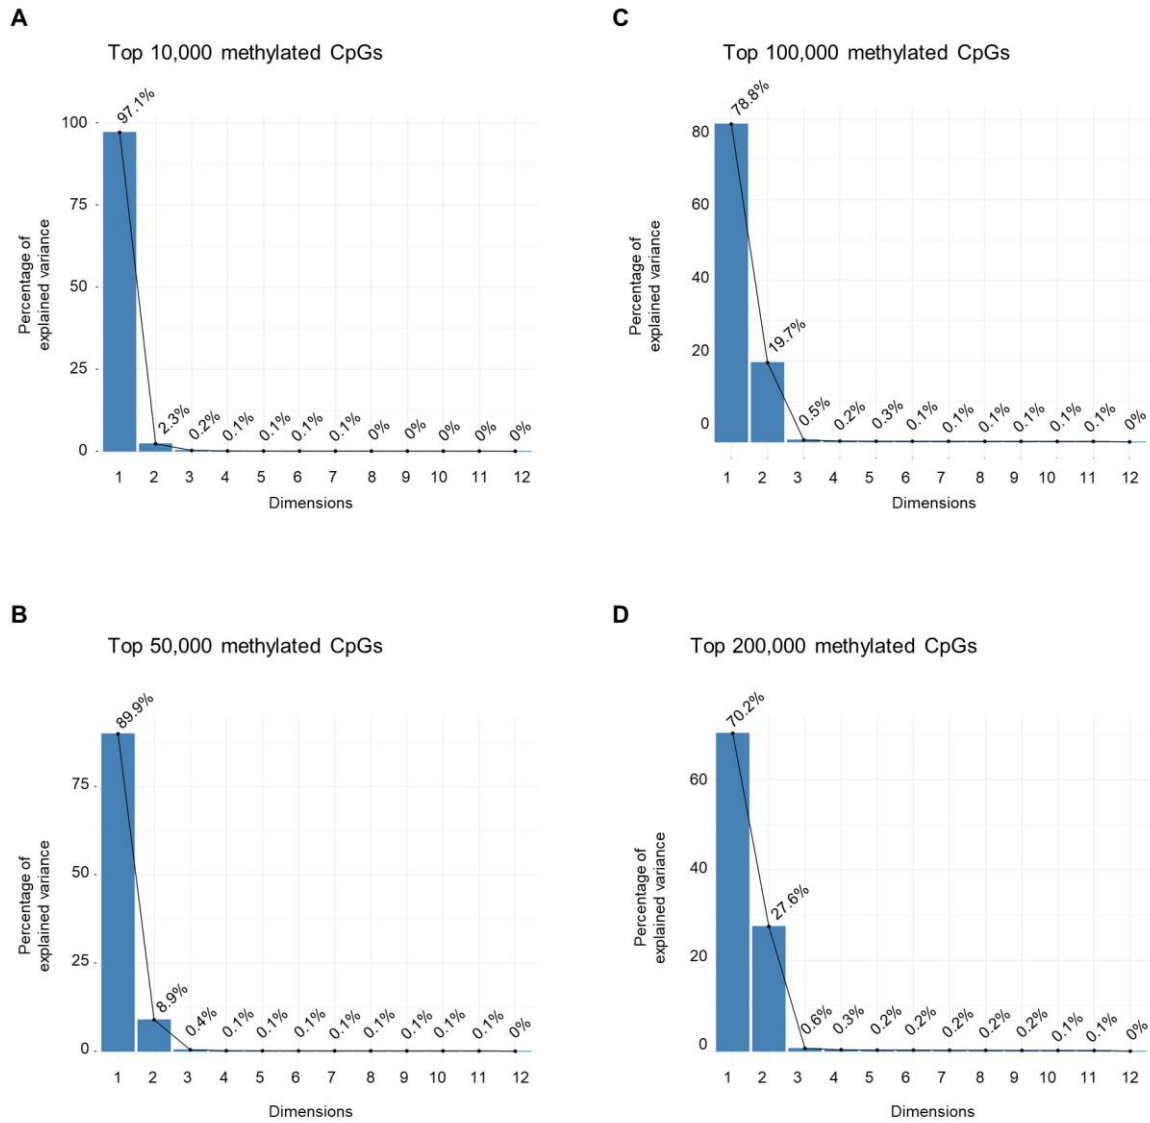 A
Top 10,000 methylated CpGs
97.1%
2.3%
0.2%
0.1%
0.1%
0.1%
0.1%
0%
0%
0%
0%
0%
100
75
50
25
0
Percentage of
explained variance
1 2 3 4 5 6 7 8 9 10 11 12
Dimensions
C
Top 100,000 methylated CpGs
78.8%
19.7%
0.5%
0.2%
0.3%
0.1%
0.1%
0.1%
0.1%
0.1%
0.1%
0%
80
60
40
20
0
Percentage of
explained variance
1 2 3 4 5 6 7 8 9 10 11 12
Dimensions
B
Top 50,000 methylated CpGs
89.9%
8.9%
0.4%
0.1%
0.1%
0.1%
0.1%
0.1%
0.1%
0.1%
0.1%
0%
75
50
25
0
Percentage of
explained variance
1 2 3 4 5 6 7 8 9 10 11 12
Dimensions
D
Top 200,000 methylated CpGs
70.2%
27.6%
0.6%
0.3%
0.2%
0.2%
0.2%
0.2%
0.2%
0.1%
0.1%
0%
60
40
20
0
Percentage of
explained variance
1 2 3 4 5 6 7 8 9 10 11 12
Dimensions